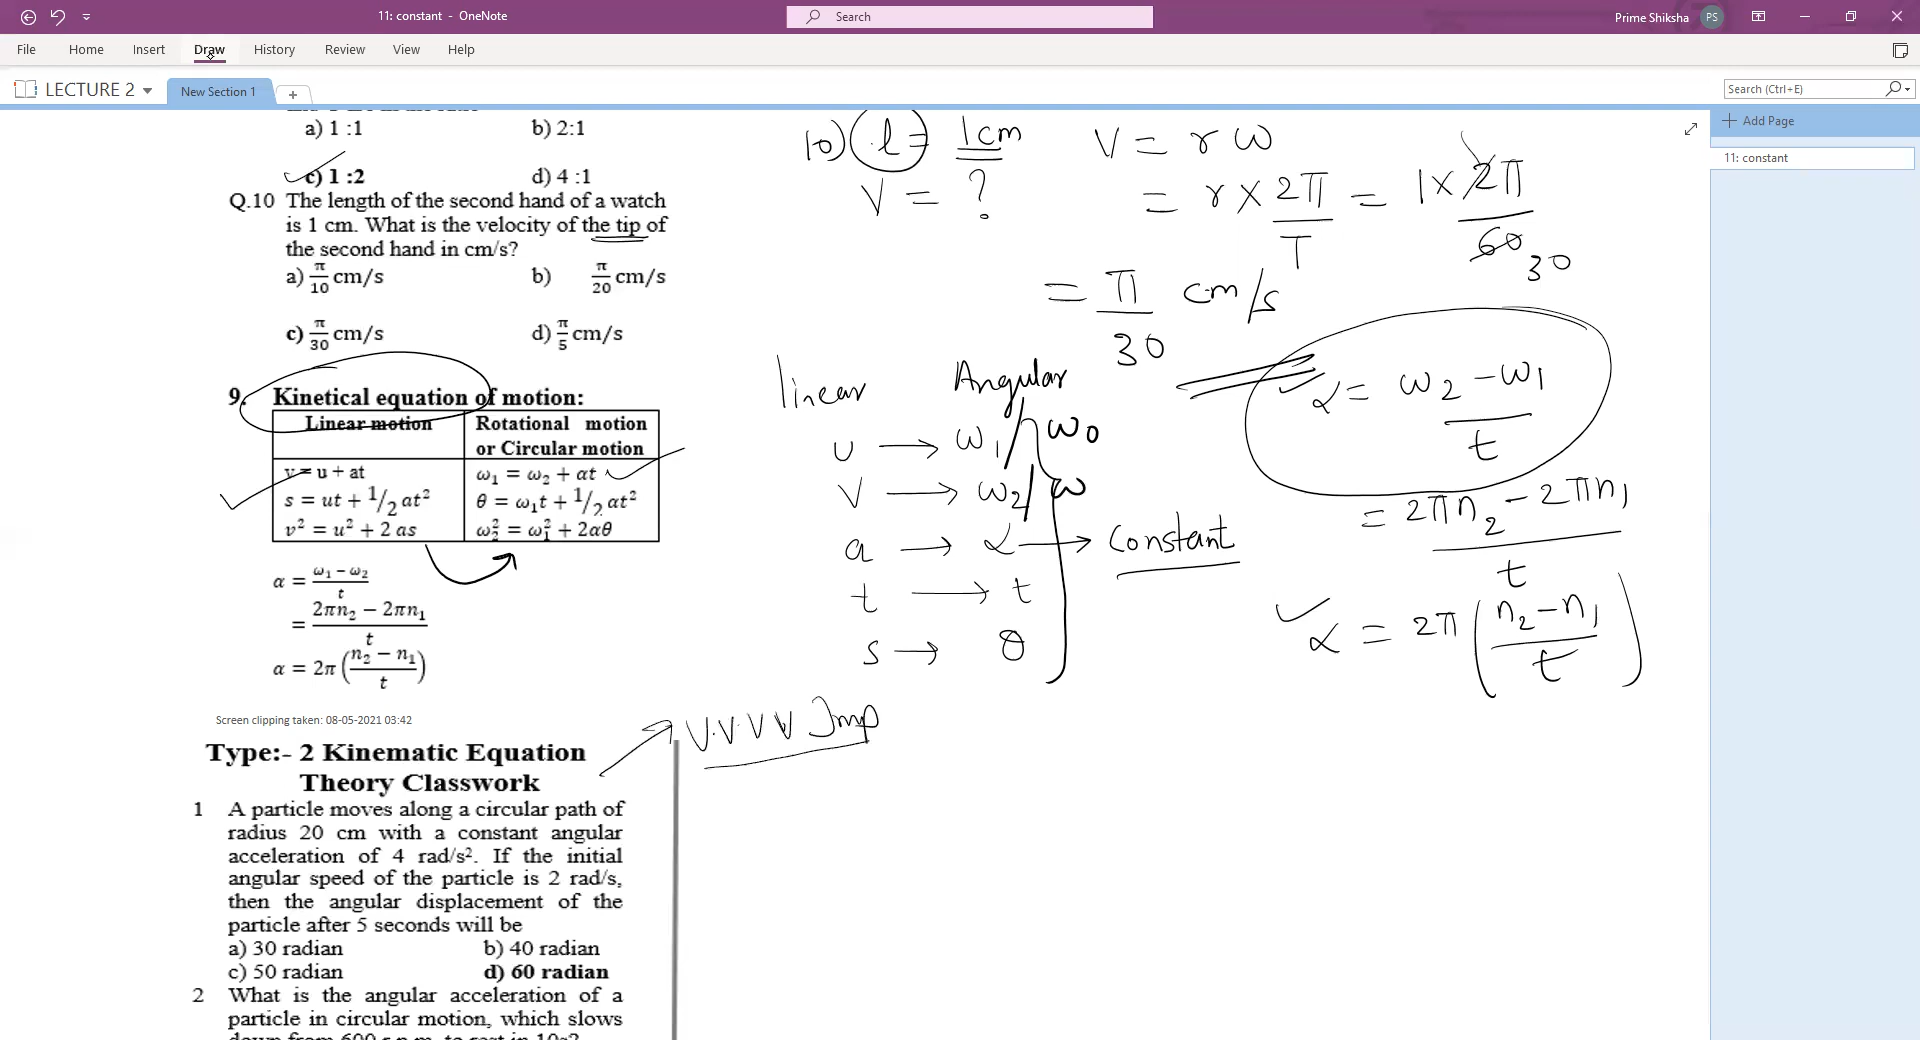 11: constant - OneNote
Search
Prime Shiksha
PS
File Home Insert Draw History Review View Help
LECTURE 2
New Section 1
Search (Ctrl+E)
Add Page
11: constant
a) 1 :1 b) 2:1
c) 1 :2 d) 4 :1
Q.10 The length of the second hand of a watch
is 1 cm. What is the velocity of the tip of
the second hand in cm/s?
a) π/10 cm/s b) π/20 cm/s
c) π/30 cm/s d) π/5 cm/s
9. Kinetical equation of motion:
Linear motion
Rotational motion
or Circular motion
v = u + at
ω₁ = ω₂ + αt
s = ut + 1/2 at²
θ = ω₁t + 1/2 αt²
v² = u² + 2 as
ω₂² = ω₁² + 2αθ
α = (ω₁ − ω₂)/t
= (2πn₂ − 2πn₁)/t
α = 2π ((n₂ − n₁)/t)
Screen clipping taken: 08-05-2021 03:42
Type:- 2 Kinematic Equation
Theory Classwork
1 A particle moves along a circular path of
radius 20 cm with a constant angular
acceleration of 4 rad/s². If the initial
angular speed of the particle is 2 rad/s,
then the angular displacement of the
particle after 5 seconds will be
a) 30 radian b) 40 radian
c) 50 radian d) 60 radian
2 What is the angular acceleration of a
particle in circular motion, which slows
down from 600 r.p.m. to rest in 10s?
10) l = 1cm
V = ?
V = r ω
= r × 2π/T = 1 × 2π/60 30
= π/30 cm/s
linear Angular
u → ω₁ / ω₀
V → ω₂ / ω
a → α → Constant
t → t
s → θ
α = (ω₂ − ω₁)/t
= (2πn₂ − 2πn₁)/t
α = 2π ((n₂ − n₁)/t)
V.V.V V Imp